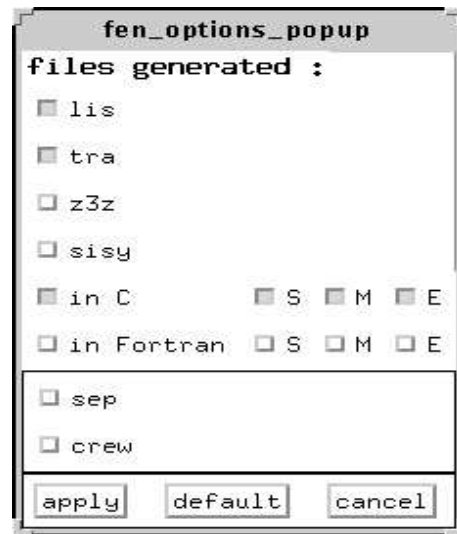 fen_options_popup
files generated :
lis
tra
z3z
sisy
in C S M E
in Fortran S M E
sep
crew
apply default cancel